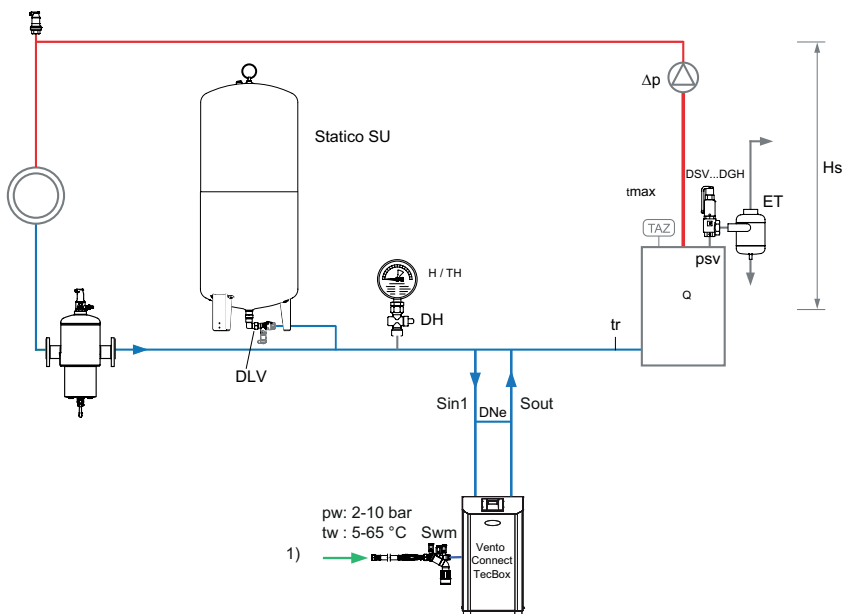 Δp
Statico SU
Hs
DSV...DGH
tmax
ET
TAZ
psv
H / TH
Q
DH
tr
DLV
Sin1
DNe
Sout
pw: 2-10 bar
tw : 5-65 °C
Swm
1)
Vento
Connect
TecBox